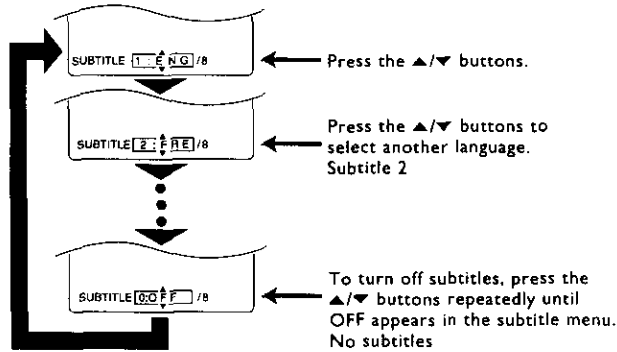 SUBTITLE 1 : ENG /8
Press the ▲/▼ buttons.
SUBTITLE 2 : FRE /8
Press the ▲/▼ buttons to
select another language.
Subtitle 2
SUBTITLE 0:OFF /8
To turn off subtitles, press the
▲/▼ buttons repeatedly until
OFF appears in the subtitle menu.
No subtitles